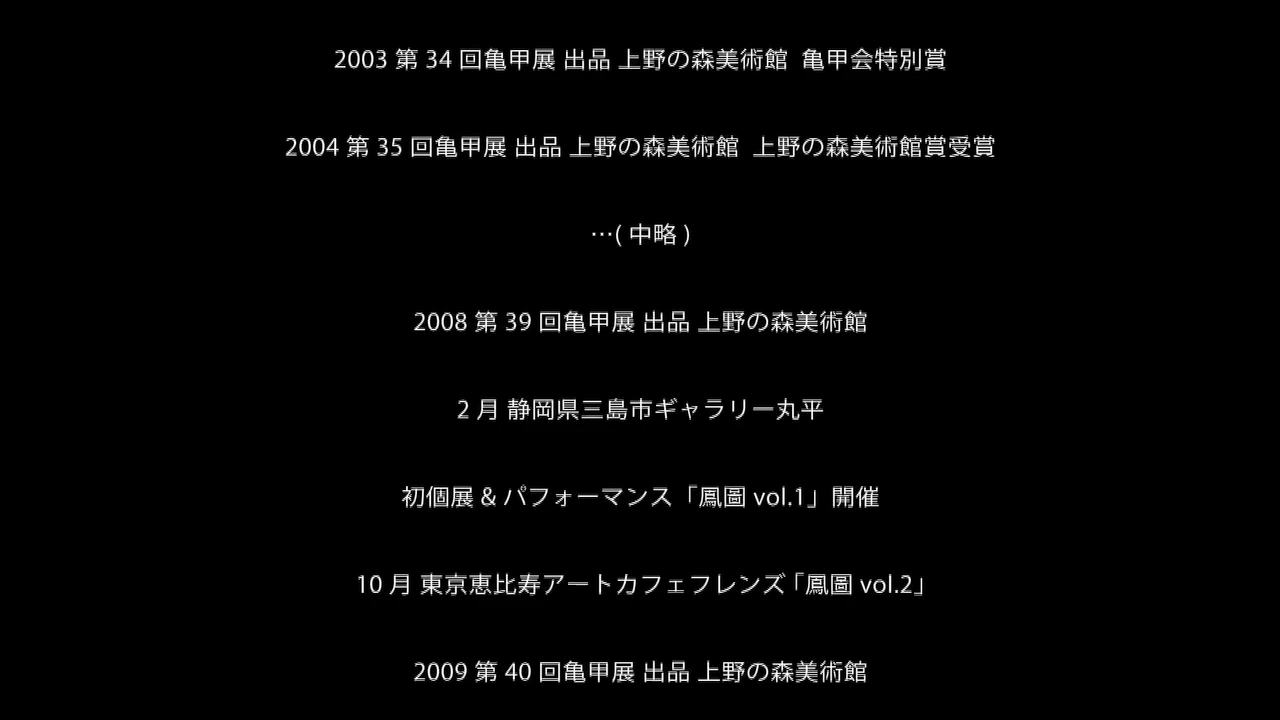 2003 第 34 回亀甲展 出品 上野の森美術館 亀甲会特別賞
2004 第 35 回亀甲展 出品 上野の森美術館 上野の森美術館賞受賞
…( 中略 )
2008 第 39 回亀甲展 出品 上野の森美術館
2 月 静岡県三島市ギャラリー丸平
初個展 & パフォーマンス「鳳圖 vol.1」開催
10 月 東京恵比寿アートカフェフレンズ「鳳圖 vol.2」
2009 第 40 回亀甲展 出品 上野の森美術館